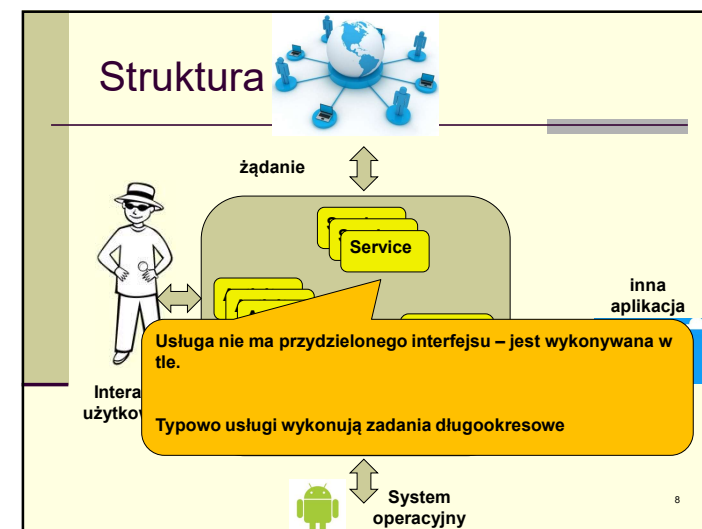 Struktura
żądanie
Service
inna
aplikacja
Usługa nie ma przydzielonego interfejsu – jest wykonywana w
tle.
Typowo usługi wykonują zadania długookresowe
System
operacyjny
8